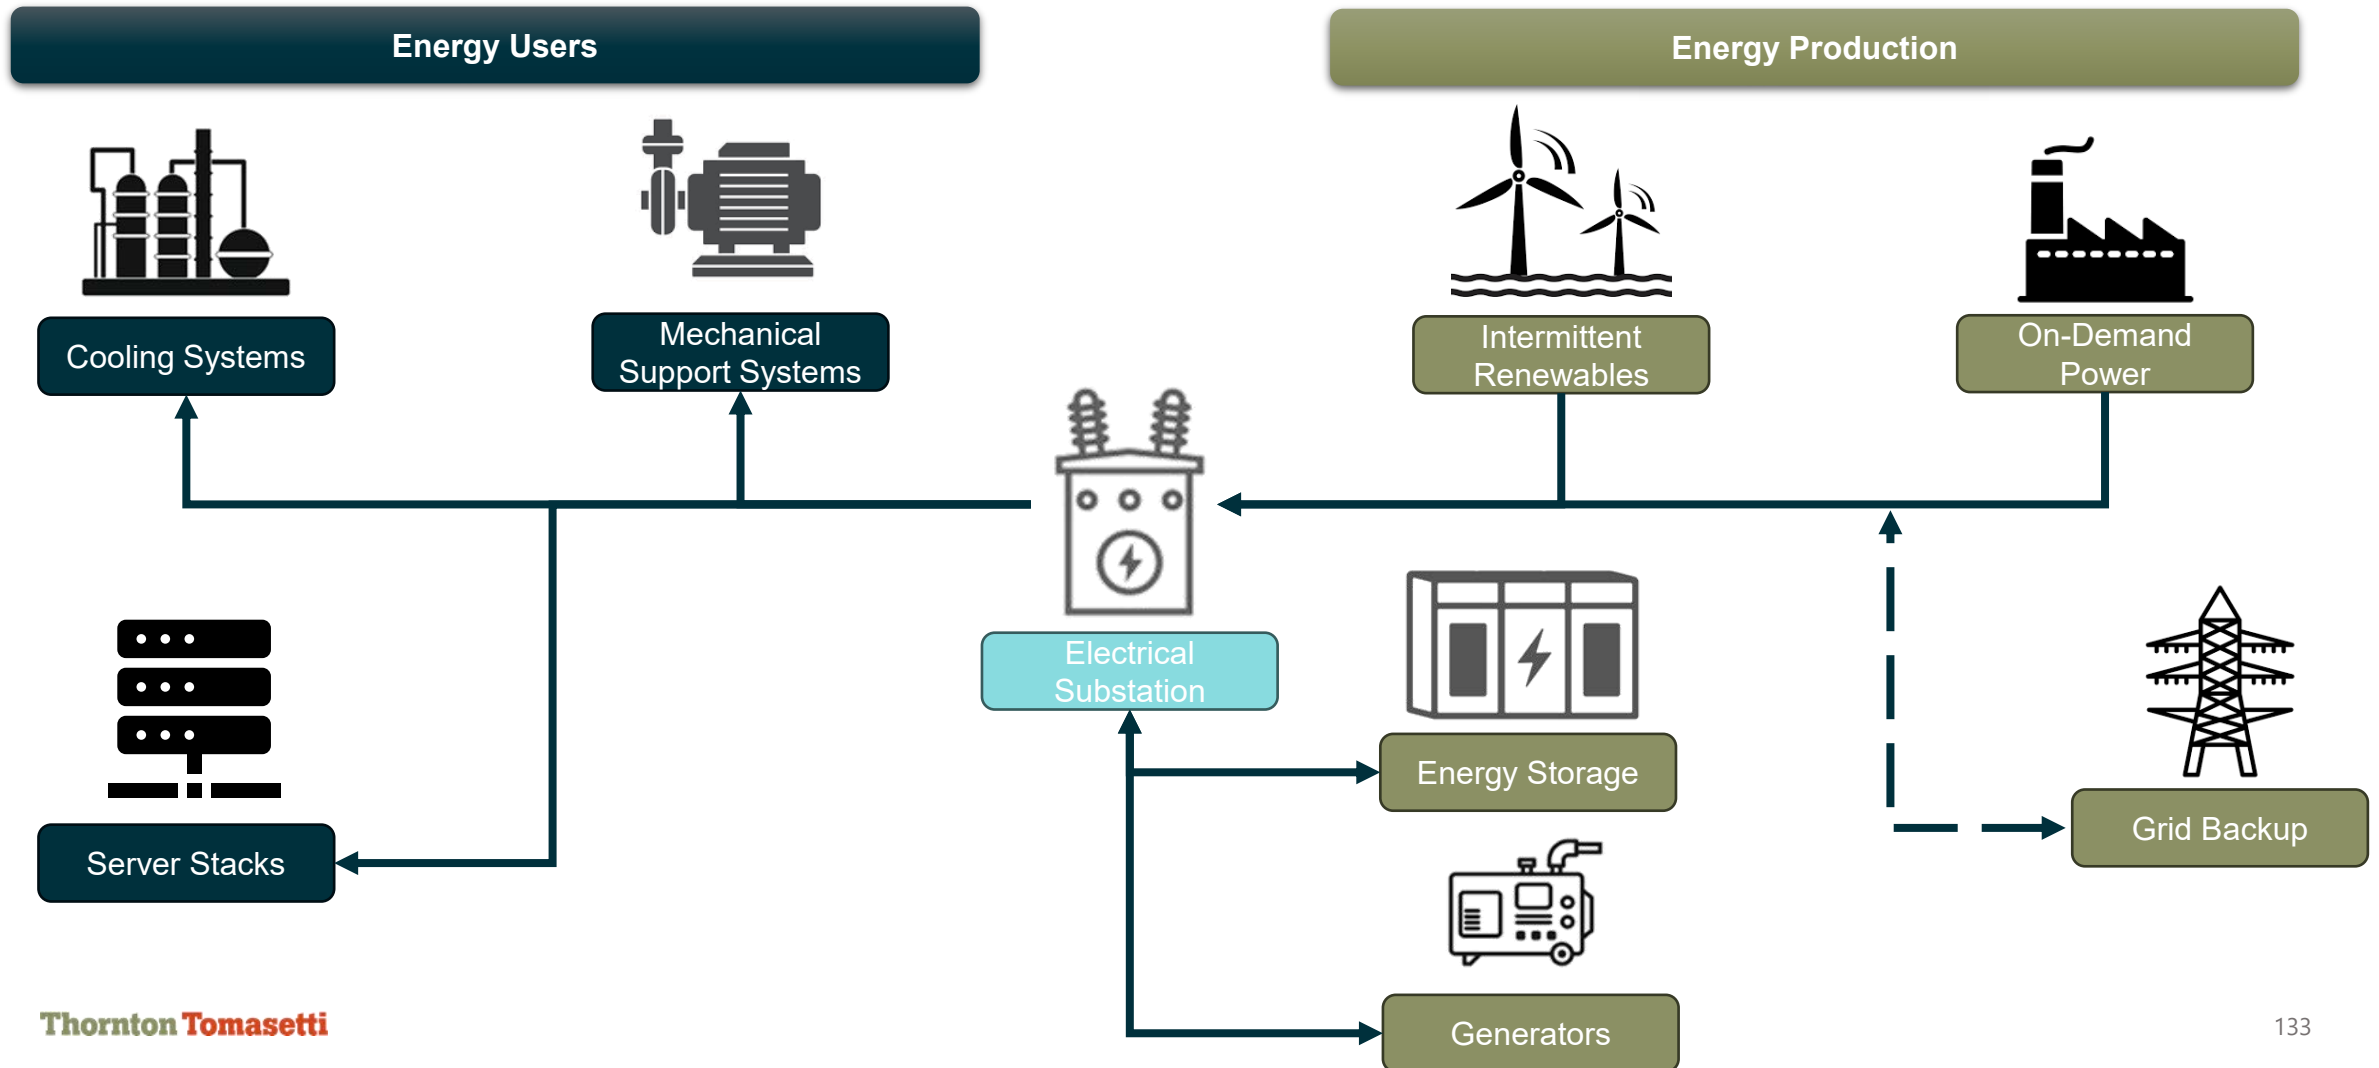 Energy Users
Energy Production
Cooling Systems
Mechanical
Support Systems
Intermittent
Renewables
On-Demand
Power
Electrical
Substation
Energy Storage
Grid Backup
Server Stacks
Generators
Thornton Tomasetti
133